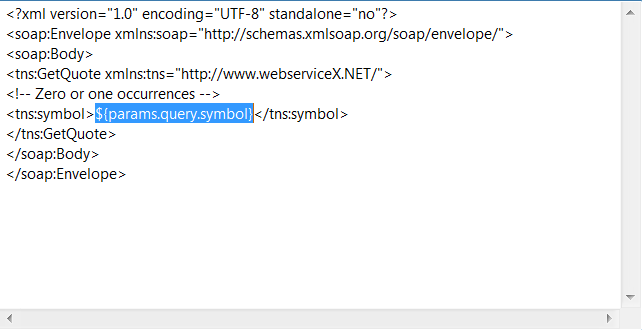 <?xml version="1.0" encoding="UTF-8" standalone="no"?>
<soap:Envelope xmlns:soap="http://schemas.xmlsoap.org/soap/envelope/">
<soap:Body>
<tns:GetQuote xmlns:tns="http://www.webserviceX.NET/">
<!-- Zero or one occurrences -->
<tns:symbol>${params.query.symbol}</tns:symbol>
</tns:GetQuote>
</soap:Body>
</soap:Envelope>